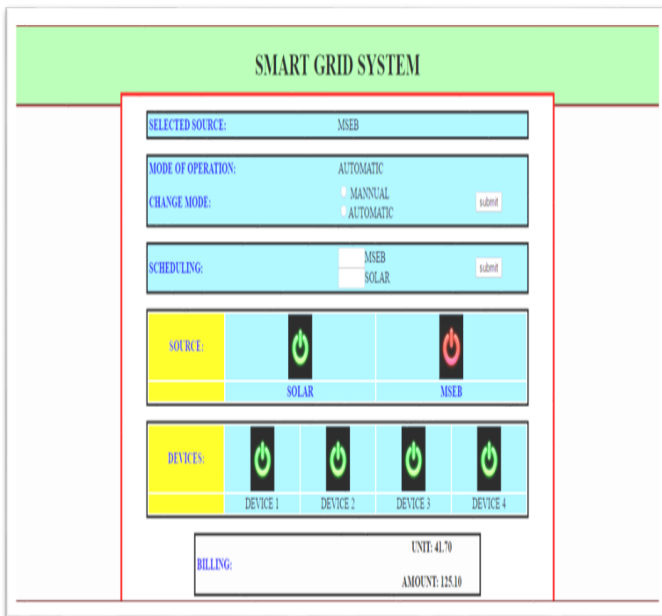 SMART GRID SYSTEM
SELECTED SOURCE: MSEB
MODE OF OPERATION: AUTOMATIC
CHANGE MODE:
MANNUAL
AUTOMATIC
submit
SCHEDULING:
MSEB
SOLAR
submit
SOURCE:
SOLAR MSEB
DEVICES:
DEVICE 1 DEVICE 2 DEVICE 3 DEVICE 4
BILLING:
UNIT: 41.70
AMOUNT: 125.10